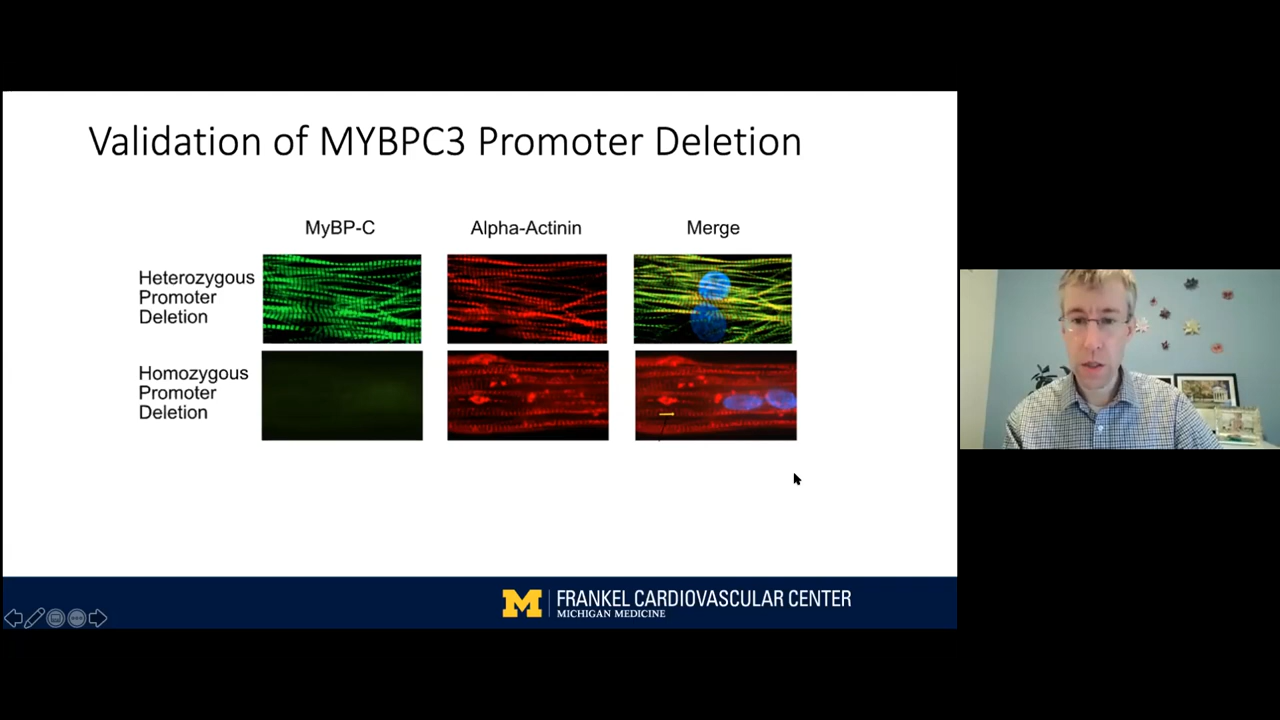 Validation of MYBPC3 Promoter Deletion
MyBP-C
Alpha-Actinin
Merge
Heterozygous
Promoter
Deletion
Homozygous
Promoter
Deletion
M
FRANKEL CARDIOVASCULAR CENTER
MICHIGAN MEDICINE